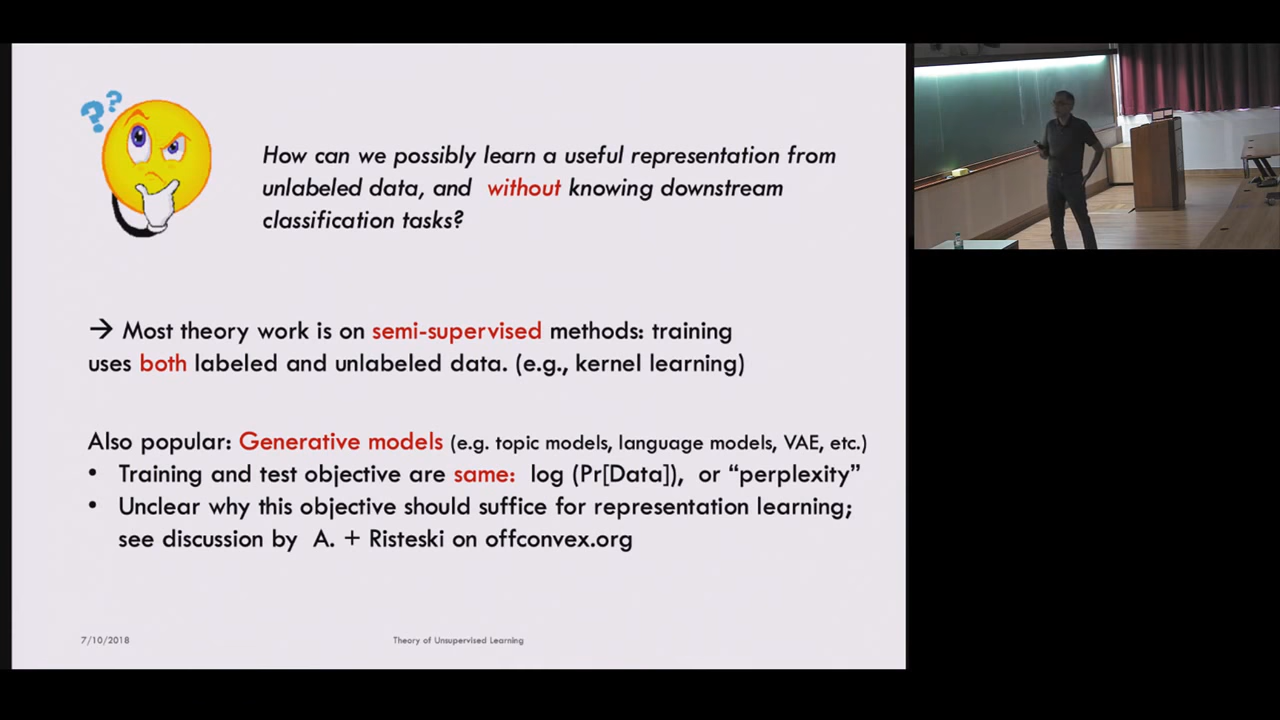 ??
How can we possibly learn a useful representation from
unlabeled data, and without knowing downstream
classification tasks?
→ Most theory work is on semi-supervised methods: training
uses both labeled and unlabeled data. (e.g., kernel learning)
Also popular: Generative models (e.g. topic models, language models, VAE, etc.)
• Training and test objective are same: log (Pr[Data]), or “perplexity”
• Unclear why this objective should suffice for representation learning;
see discussion by A. + Risteski on offconvex.org
7/10/2018
Theory of Unsupervised Learning